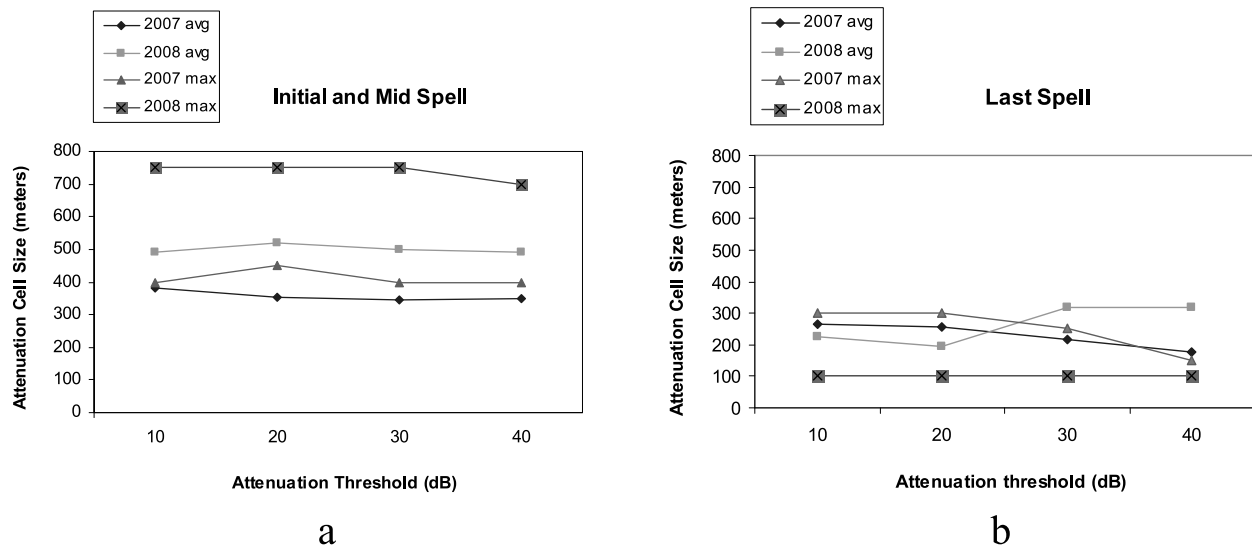 2007 avg
2008 avg
2007 max
2008 max
Initial and Mid Spell
Attenuation Cell Size (meters)
800
700
600
500
400
300
200
100
0
10 20 30 40
Attenuation Threshold (dB)
a
2007 avg
2008 avg
2007 max
2008 max
Last Spell
Attenuation Cell Size (meters)
800
700
600
500
400
300
200
100
0
10 20 30 40
Attenuation threshold (dB)
b